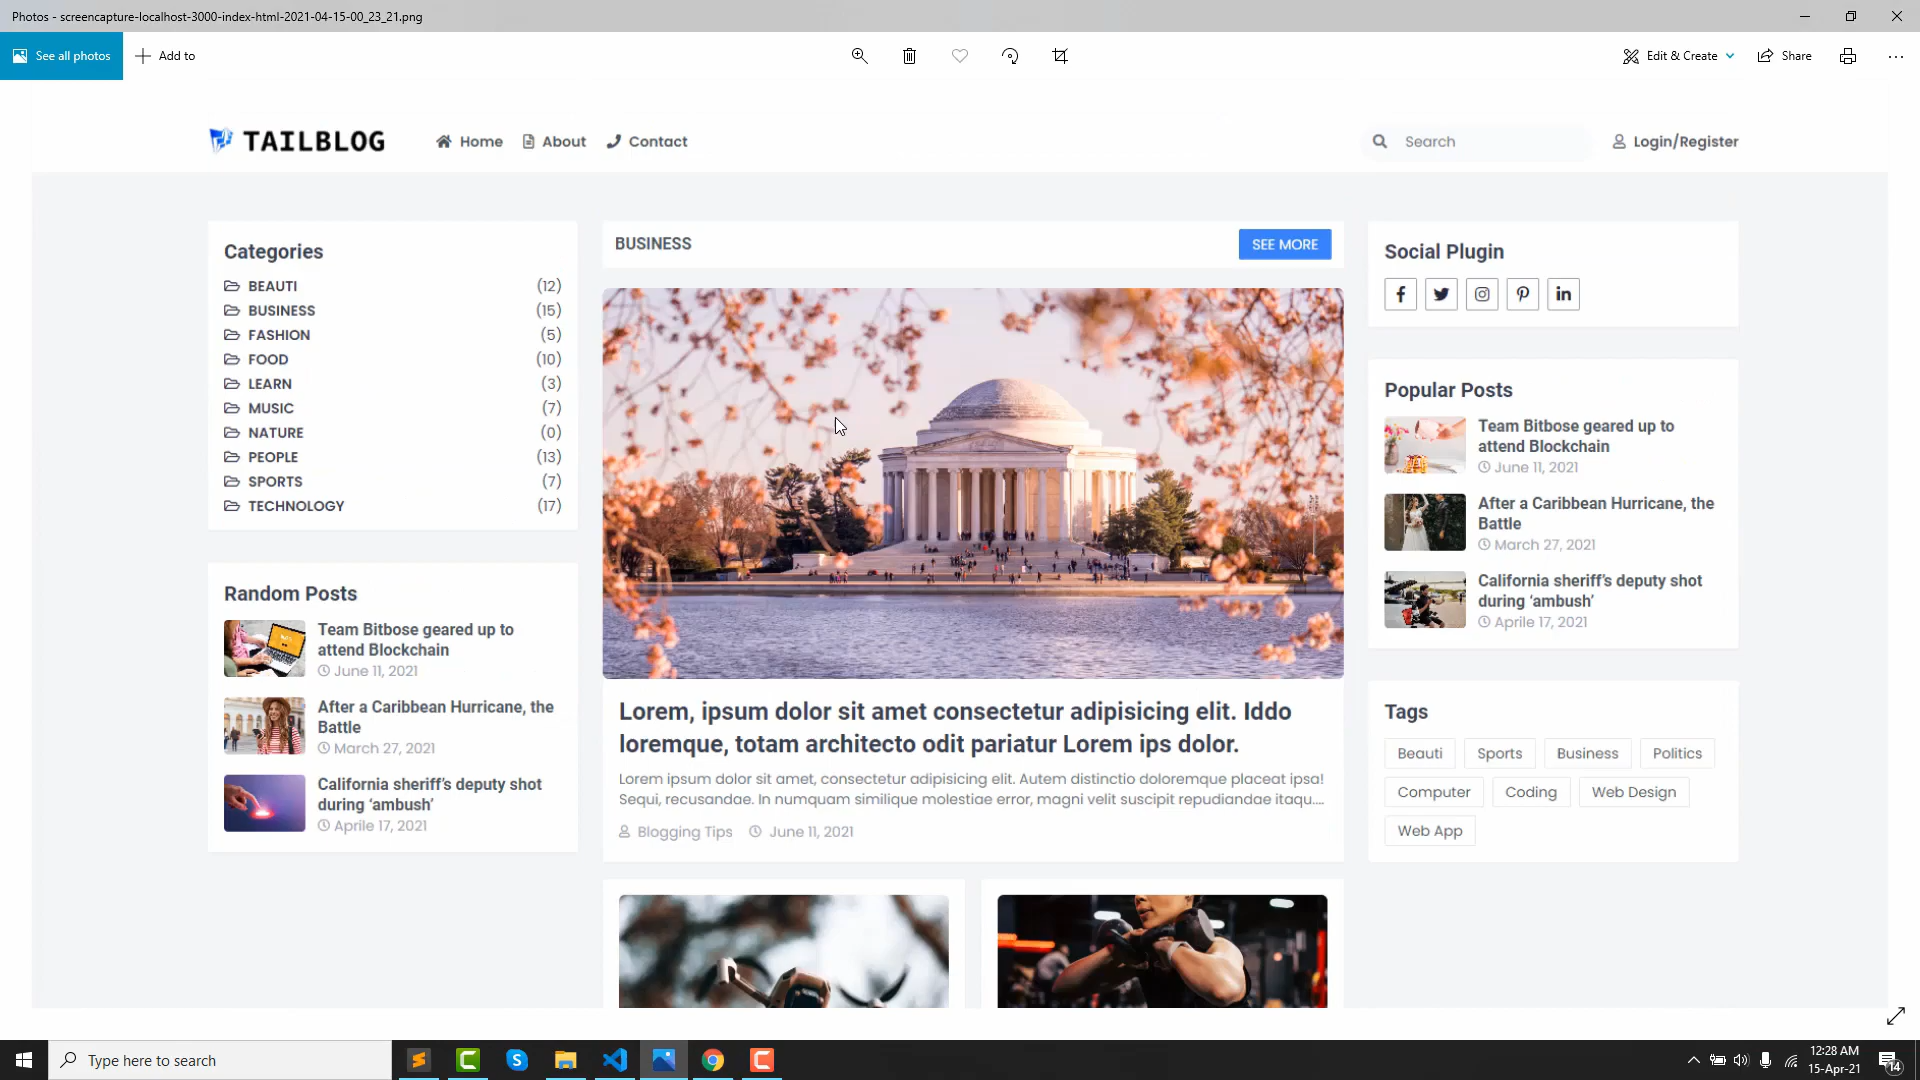 Photos - screencapture-localhost-3000-index-html-2021-04-15-00_23_21.png
See all photos
Add to
Edit & Create
Share
TAILBLOG
Home
About
Contact
Search
Login/Register
Categories
BEAUTI (12)
BUSINESS (15)
FASHION (5)
FOOD (10)
LEARN (3)
MUSIC (7)
NATURE (0)
PEOPLE (13)
SPORTS (7)
TECHNOLOGY (17)
Random Posts
Team Bitbose geared up to
attend Blockchain
June 11, 2021
After a Caribbean Hurricane, the
Battle
March 27, 2021
California sheriff’s deputy shot
during ‘ambush’
Aprile 17, 2021
BUSINESS
SEE MORE
Lorem, ipsum dolor sit amet consectetur adipisicing elit. Iddo
loremque, totam architecto odit pariatur Lorem ips dolor.
Lorem ipsum dolor sit amet, consectetur adipisicing elit. Autem distinctio doloremque placeat ipsa!
Sequi, recusandae. In numquam similique molestiae error, magni velit suscipit repudiandae itaqu....
Blogging Tips
June 11, 2021
Social Plugin
Popular Posts
Team Bitbose geared up to
attend Blockchain
June 11, 2021
After a Caribbean Hurricane, the
Battle
March 27, 2021
California sheriff’s deputy shot
during ‘ambush’
Aprile 17, 2021
Tags
Beauti
Sports
Business
Politics
Computer
Coding
Web Design
Web App
Type here to search
12:28 AM
15-Apr-21
14